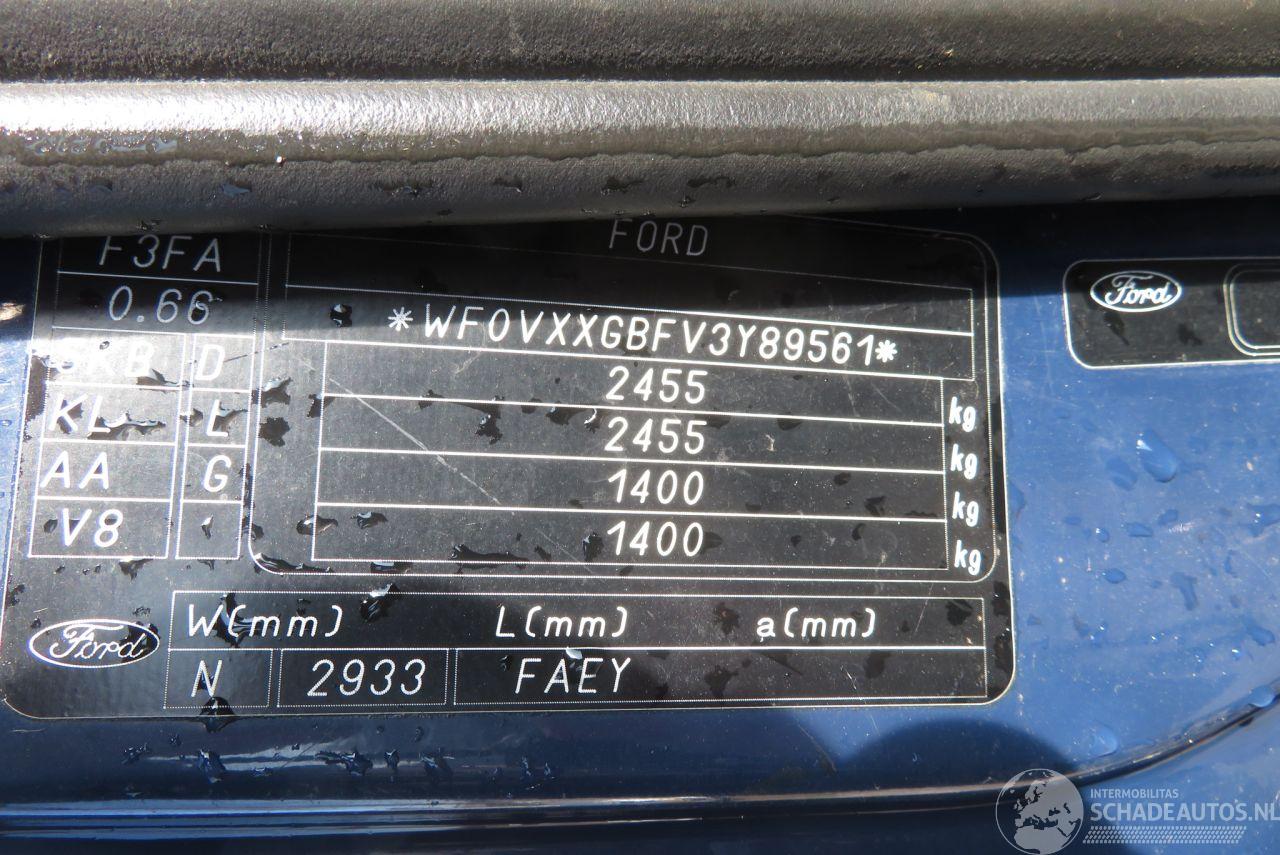 FORD
F3FA
0.66
*WF0VXXGBFV3Y89561*
D
2455 kg
KL Ł
2455 kg
AA G
1400 kg
V8
1400 kg
Ford
W(mm) L(mm) a(mm)
N 2933 FAEY
Ford
INTERMOBILITAS
SCHADEAUTOS.NL